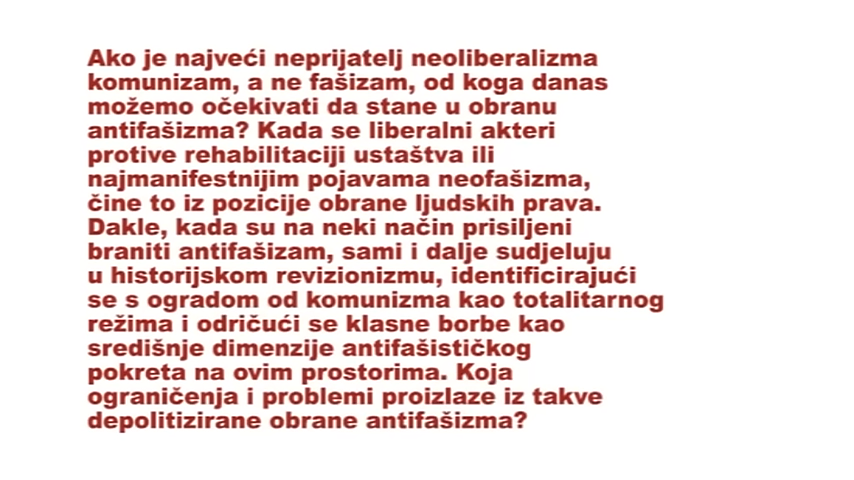 Ako je najveći neprijatelj neoliberalizma
komunizam, a ne fašizam, od koga danas
možemo očekivati da stane u obranu
antifašizma? Kada se liberalni akteri
protive rehabilitaciji ustaštva ili
najmanifestnijim pojavama neofašizma,
čine to iz pozicije obrane ljudskih prava.
Dakle, kada su na neki način prisiljeni
braniti antifašizam, sami i dalje sudjeluju
u historijskom revizionizmu, identificirajući
se s ogradom od komunizma kao totalitarnog
režima i odričući se klasne borbe kao
središnje dimenzije antifašističkog
pokreta na ovim prostorima. Koja
ograničenja i problemi proizlaze iz takve
depolitizirane obrane antifašizma?